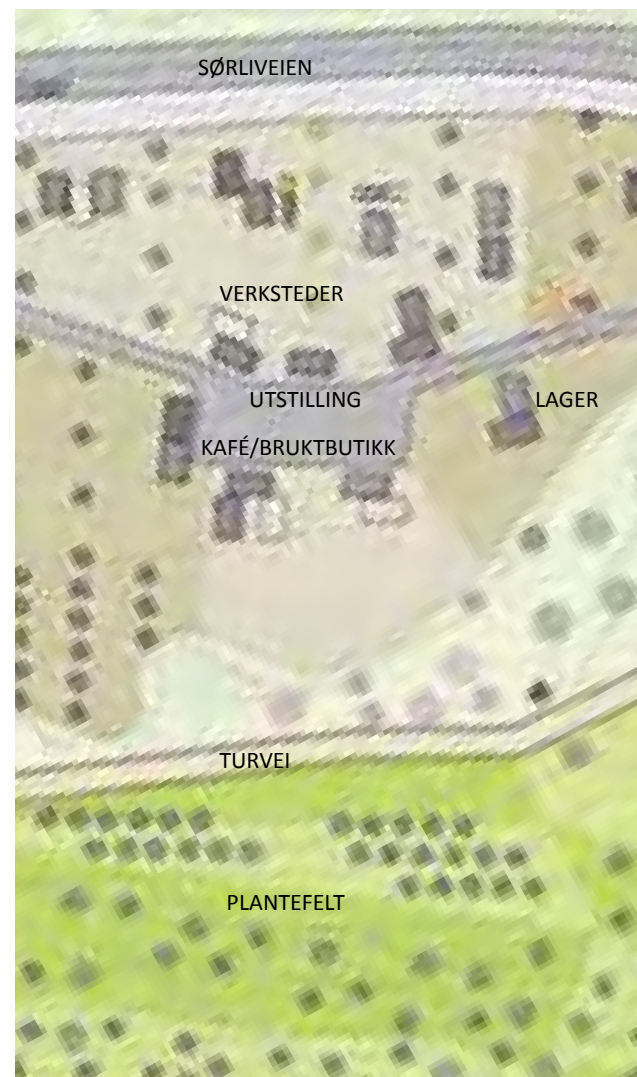 SØRLIVEIEN
VERKSTEDER
UTSTILLING
LAGER
KAFÉ/BRUKTBUTIKK
TURVEI
PLANTEFELT